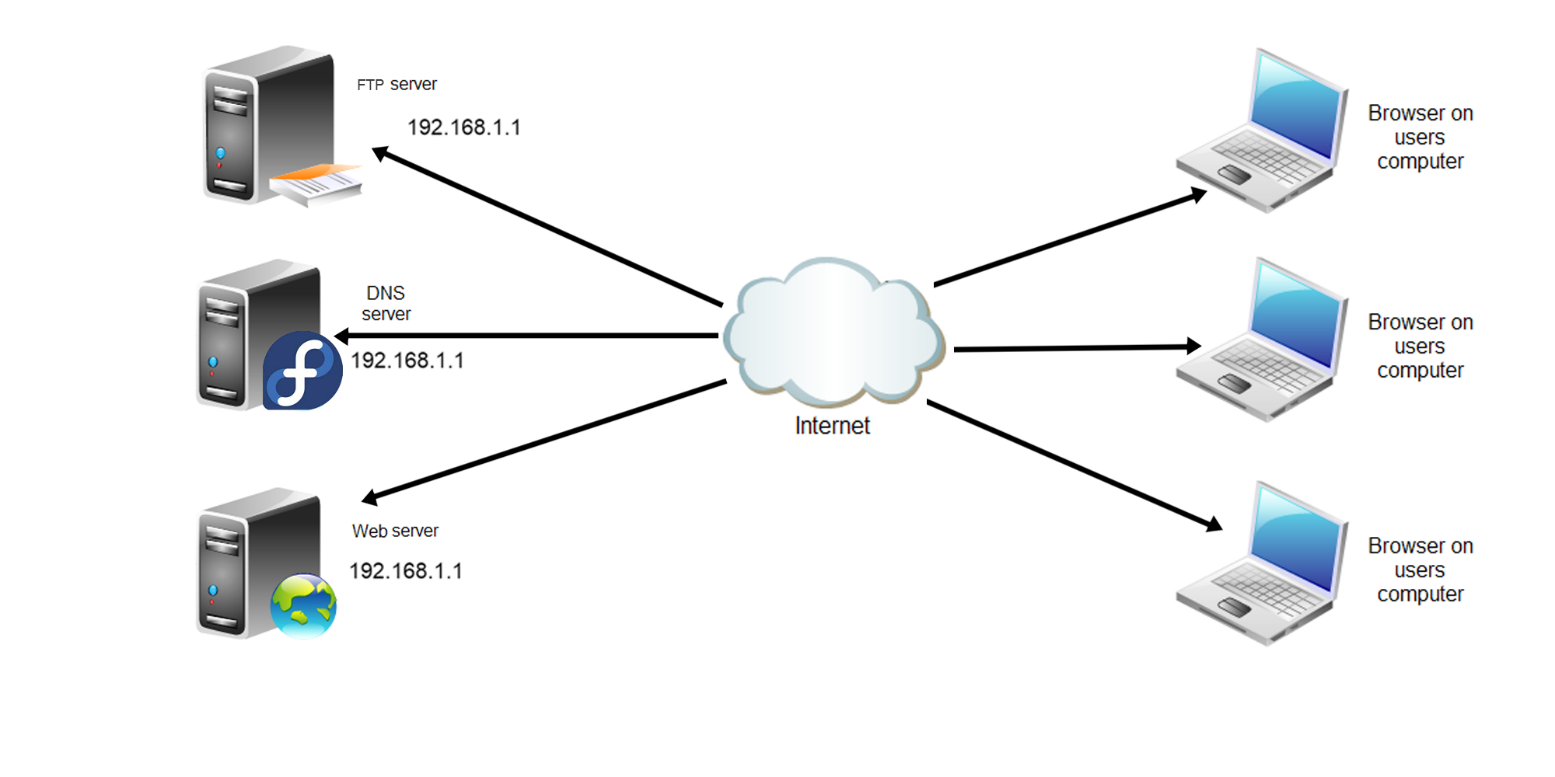 FTP server
192.168.1.1
DNS
server
192.168.1.1
Web server
192.168.1.1
Internet
Browser on
users
computer
Browser on
users
computer
Browser on
users
computer